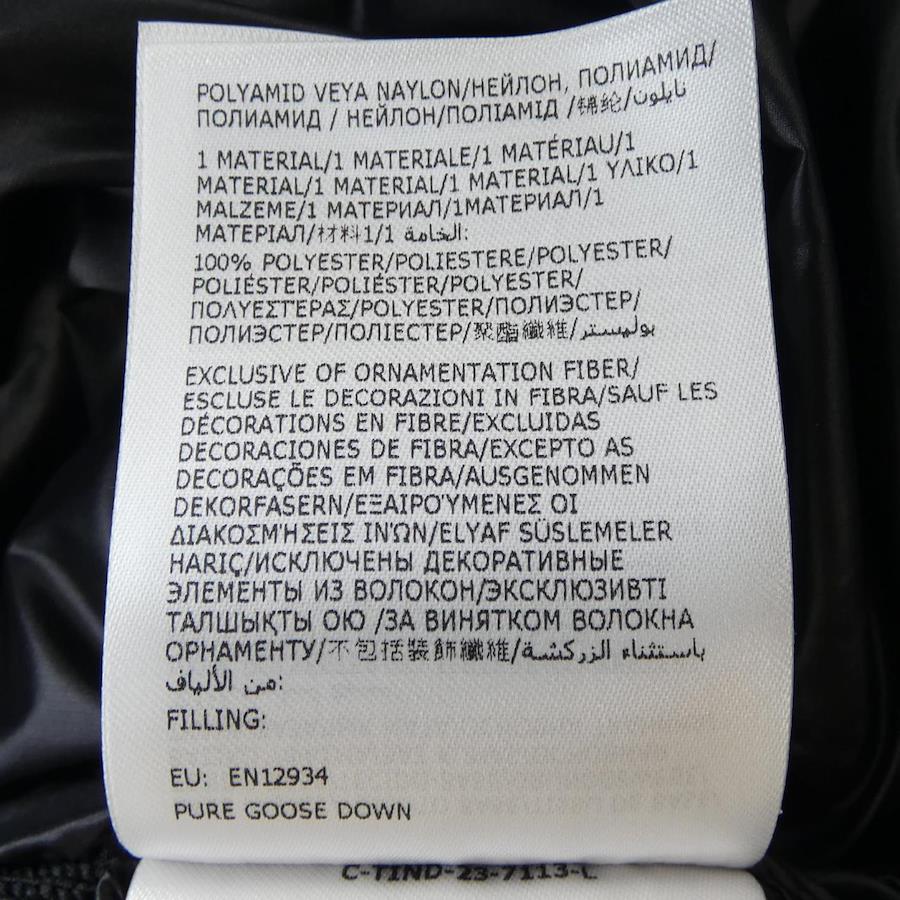 POLYAMID VEYA NAYLON/НЕЙЛОН, ПОЛИАМИД/
ПОЛИАМИД / НЕЙЛОН/ПОЛІАМІД /锦纶/نايلون
1 MATERIAL/1 MATERIALE/1 MATÉRIAU/1
MATERIAL/1 MATERIAL/1 MATERIAL/1 ΥΛΙΚΟ/1
MALZEME/1 МАТЕРИАЛ/1МАТЕРИАЛ/1
МАТЕРІАЛ/材料1/1 الخامة:
100% POLYESTER/POLIESTERE/POLYESTER/
POLIÉSTER/POLIÉSTER/POLYESTER/
ΠΟΛΥΕΣΤΈΡΑΣ/POLYESTER/ПОЛИЭСТЕР/
ПОЛИЭСТЕР/ПОЛІЕСТЕР/聚酯纖維/بوليستر
EXCLUSIVE OF ORNAMENTATION FIBER/
ESCLUSE LE DECORAZIONI IN FIBRA/SAUF LES
DÉCORATIONS EN FIBRE/EXCLUIDAS
DECORACIONES DE FIBRA/EXCEPTO AS
DECORAÇÕES EM FIBRA/AUSGENOMMEN
DEKORFASERN/ΕΞΑΙΡΟΎΜΕΝΕΣ ΟΙ
ΔΙΑΚΟΣΜΉΣΕΙΣ ΙΝΏΝ/ELYAF SÜSLEMELER
HARIÇ/ИСКЛЮЧЕНЫ ДЕКОРАТИВНЫЕ
ЭЛЕМЕНТЫ ИЗ ВОЛОКОН/ЭКСКЛЮЗИВТІ
ТАЛШЫҚТЫ ОЮ /ЗА ВИНЯТКОМ ВОЛОКНА
ОРНАМЕНТУ/不包括裝飾纖維/باستثناء الزركشة
من الألياف:
FILLING:
EU: EN12934
PURE GOOSE DOWN
C-TIND-23-7113-L